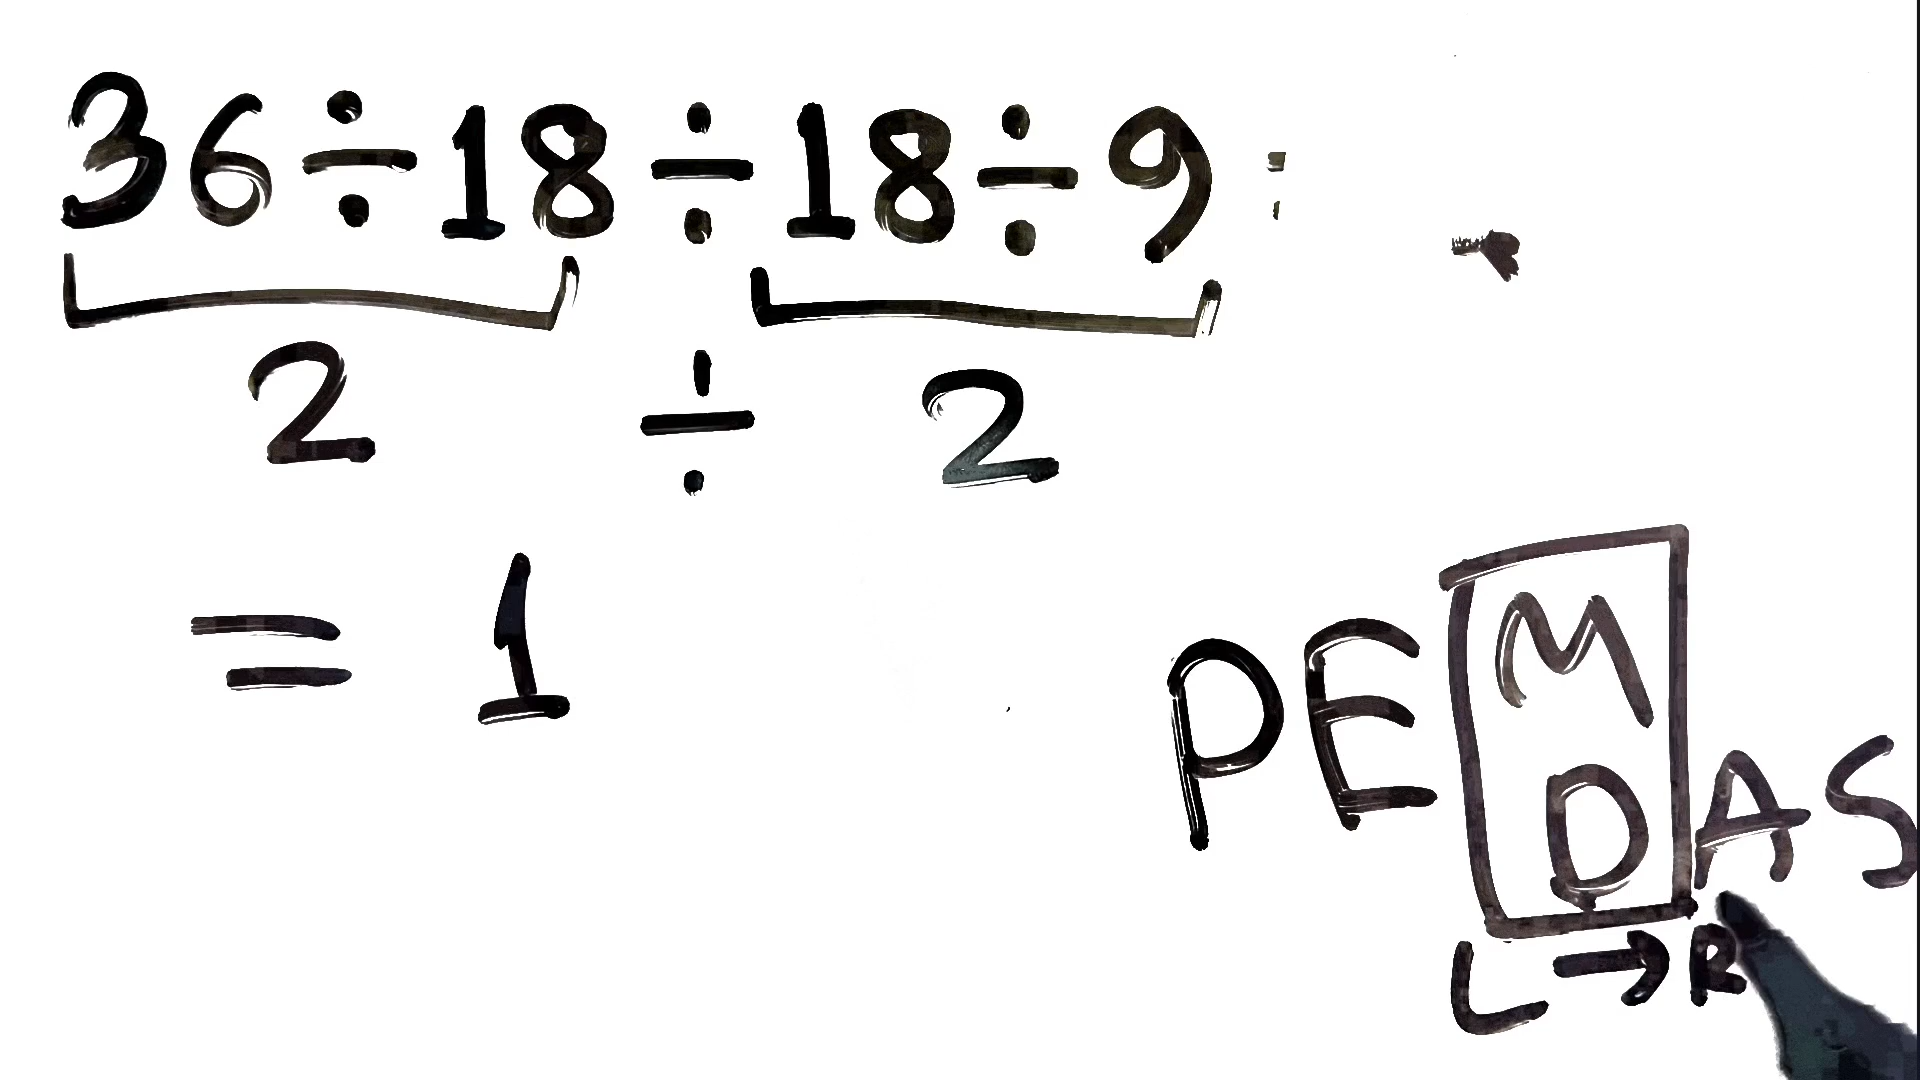 36÷18÷18÷9=
2 ÷ 2
= 1
PEMDAS
L→R